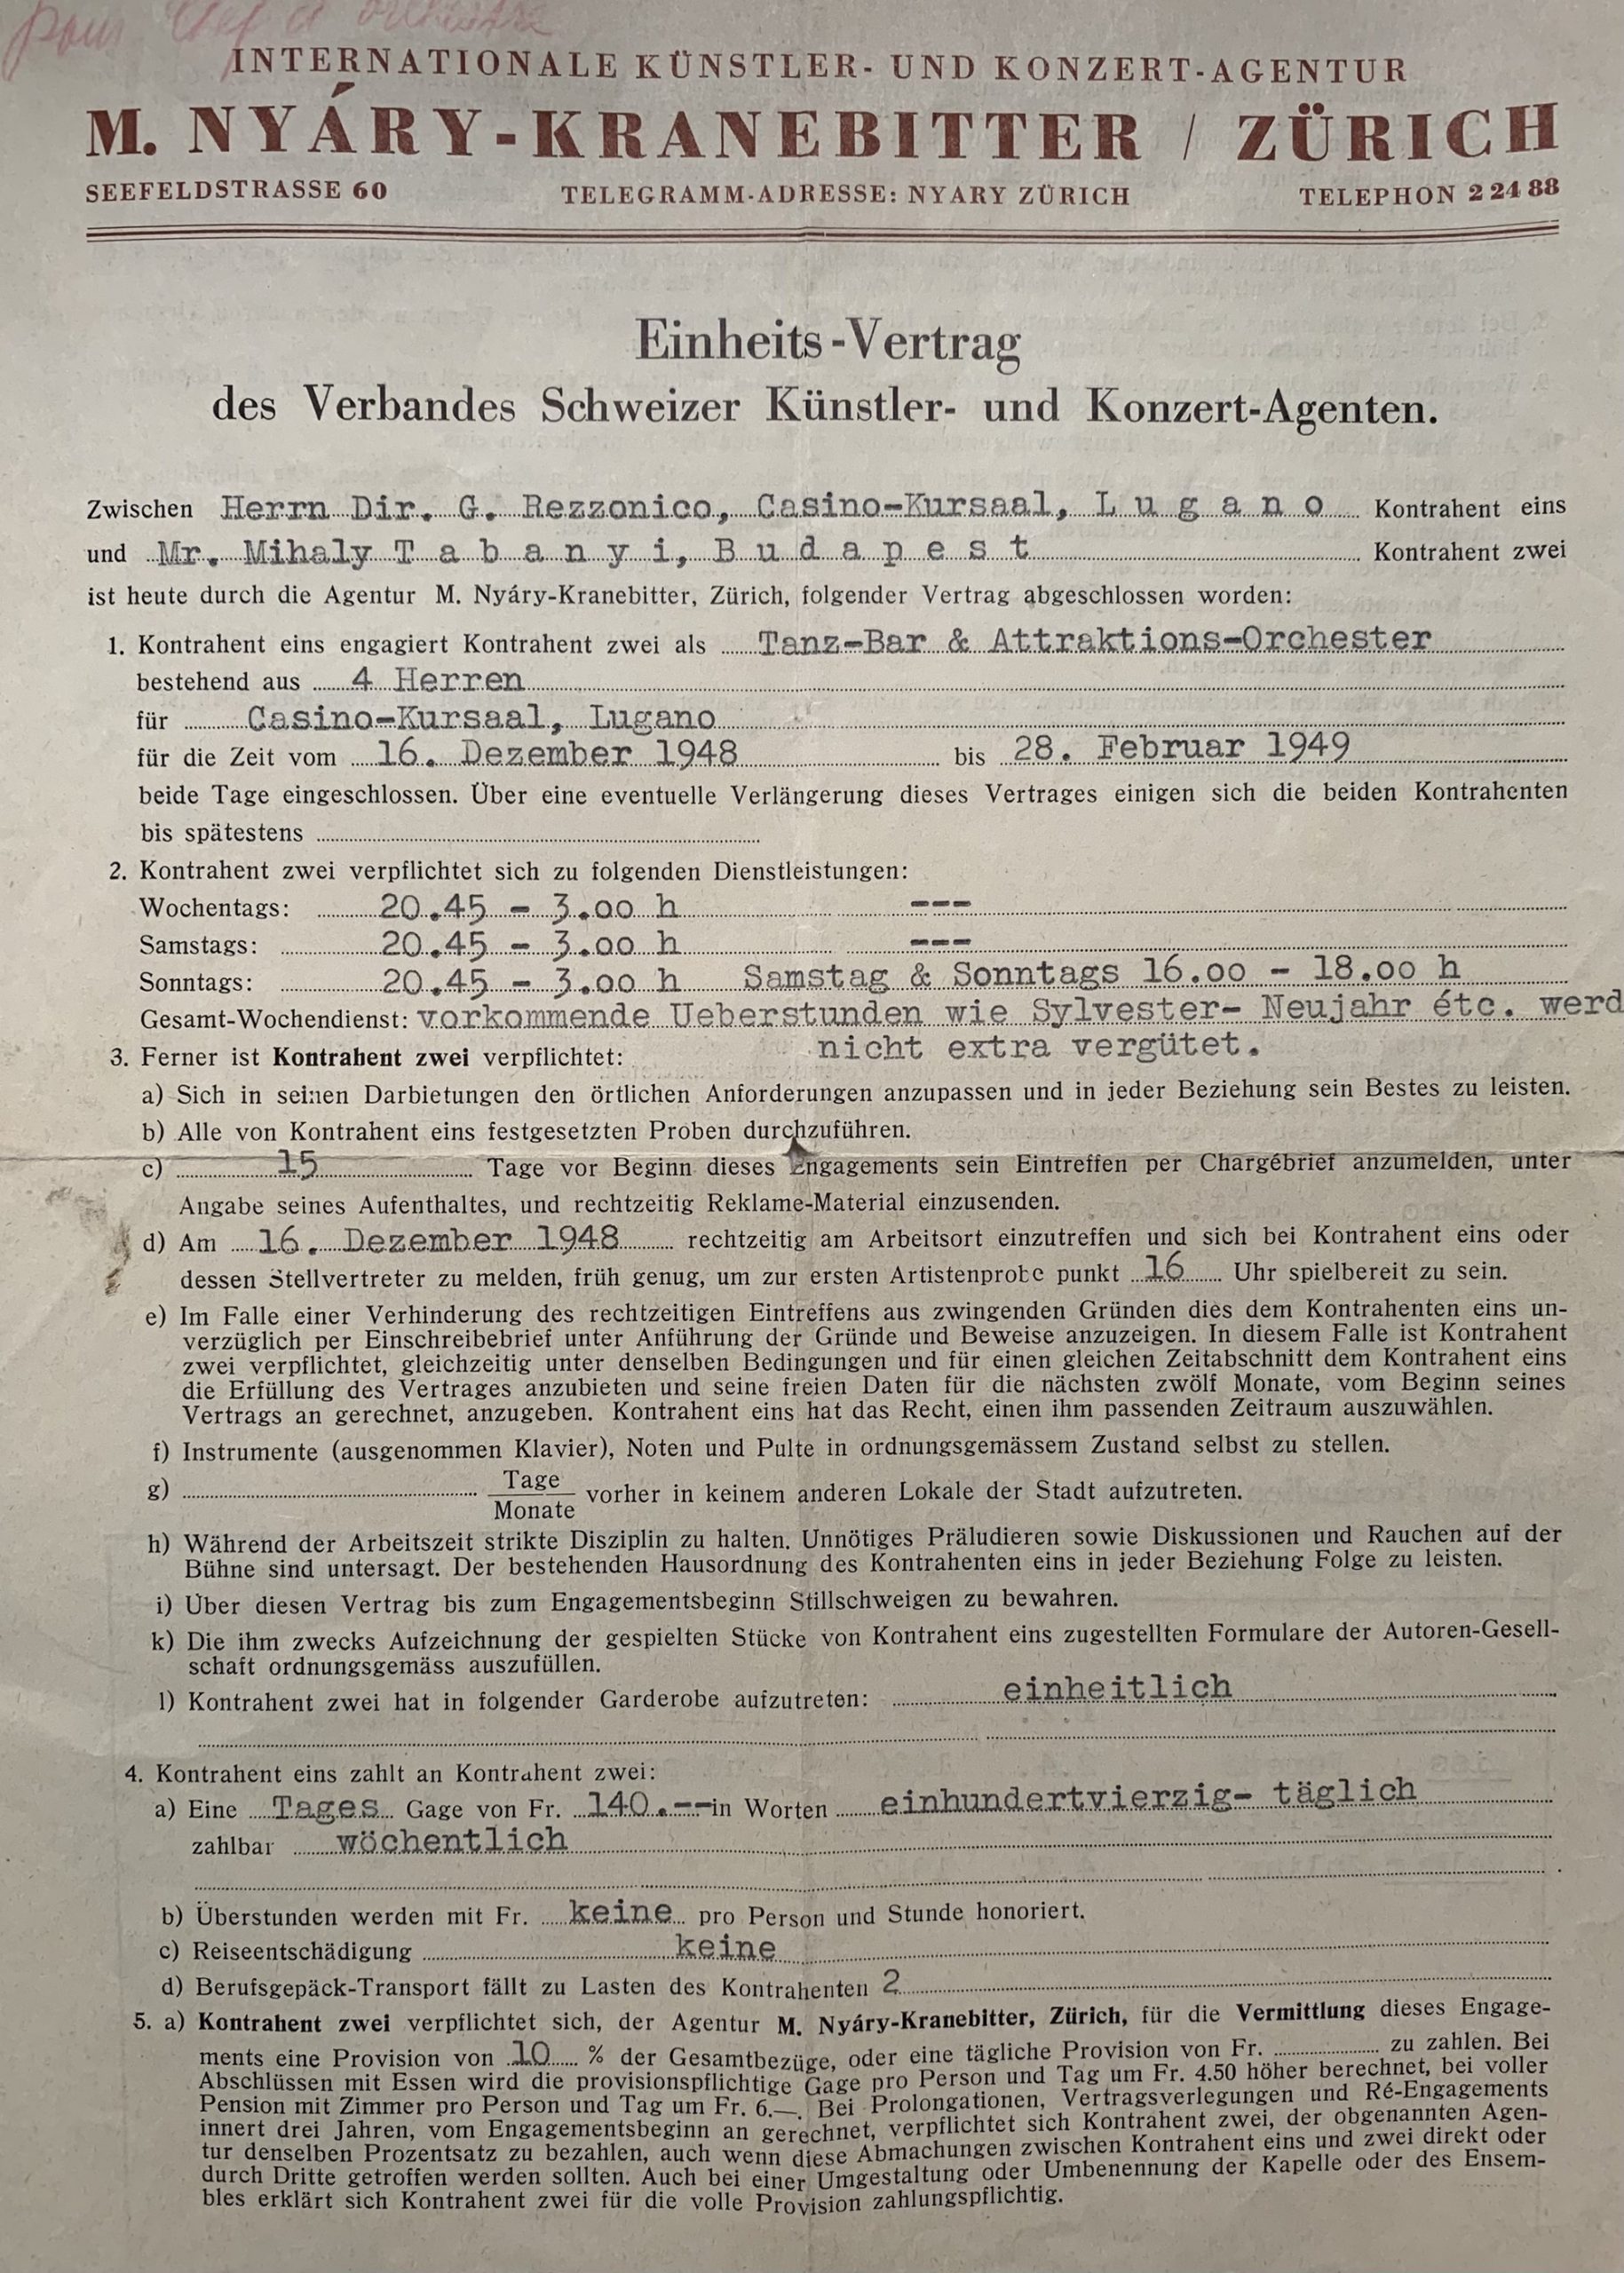 pour chef d'orchestre
INTERNATIONALE KÜNSTLER- UND KONZERT-AGENTUR
M. NYÁRY-KRANEBITTER / ZÜRICH
SEEFELDSTRASSE 60 TELEGRAMM-ADRESSE: NYARY ZÜRICH TELEPHON 2 24 88
Einheits-Vertrag
des Verbandes Schweizer Künstler- und Konzert-Agenten.
Zwischen Herrn Dir. G. Rezzonico, Casino-Kursaal, L u g a n o Kontrahent eins
und Mr. Mihaly T a b a n y i, B u d a p e s t Kontrahent zwei
ist heute durch die Agentur M. Nyáry-Kranebitter, Zürich, folgender Vertrag abgeschlossen worden:
1. Kontrahent eins engagiert Kontrahent zwei als Tanz-Bar & Attraktions-Orchester
bestehend aus 4 Herren
für Casino-Kursaal, Lugano
für die Zeit vom 16. Dezember 1948 bis 28. Februar 1949
beide Tage eingeschlossen. Über eine eventuelle Verlängerung dieses Vertrages einigen sich die beiden Kontrahenten
bis spätestens
2. Kontrahent zwei verpflichtet sich zu folgenden Dienstleistungen:
Wochentags: 20.45 - 3.00 h ---
Samstags: 20.45 - 3.00 h ---
Sonntags: 20.45 - 3.00 h Samstag & Sonntags 16.00 - 18.00 h
Gesamt-Wochendienst: vorkommende Ueberstunden wie Sylvester- Neujahr étc. werd
nicht extra vergütet.
3. Ferner ist Kontrahent zwei verpflichtet:
a) Sich in seinen Darbietungen den örtlichen Anforderungen anzupassen und in jeder Beziehung sein Bestes zu leisten.
b) Alle von Kontrahent eins festgesetzten Proben durchzuführen.
c) 15 Tage vor Beginn dieses Engagements sein Eintreffen per Chargébrief anzumelden, unter
Angabe seines Aufenthaltes, und rechtzeitig Reklame-Material einzusenden.
d) Am 16. Dezember 1948 rechtzeitig am Arbeitsort einzutreffen und sich bei Kontrahent eins oder
dessen Stellvertreter zu melden, früh genug, um zur ersten Artistenprobe punkt 16 Uhr spielbereit zu sein.
e) Im Falle einer Verhinderung des rechtzeitigen Eintreffens aus zwingenden Gründen dies dem Kontrahenten eins un-
verzüglich per Einschreibebrief unter Anführung der Gründe und Beweise anzuzeigen. In diesem Falle ist Kontrahent
zwei verpflichtet, gleichzeitig unter denselben Bedingungen und für einen gleichen Zeitabschnitt dem Kontrahent eins
die Erfüllung des Vertrages anzubieten und seine freien Daten für die nächsten zwölf Monate, vom Beginn seines
Vertrags an gerechnet, anzugeben. Kontrahent eins hat das Recht, einen ihm passenden Zeitraum auszuwählen.
f) Instrumente (ausgenommen Klavier), Noten und Pulte in ordnungsgemässem Zustand selbst zu stellen.
g) Tage
Monate vorher in keinem anderen Lokale der Stadt aufzutreten.
h) Während der Arbeitszeit strikte Disziplin zu halten. Unnötiges Präludieren sowie Diskussionen und Rauchen auf der
Bühne sind untersagt. Der bestehenden Hausordnung des Kontrahenten eins in jeder Beziehung Folge zu leisten.
i) Über diesen Vertrag bis zum Engagementsbeginn Stillschweigen zu bewahren.
k) Die ihm zwecks Aufzeichnung der gespielten Stücke von Kontrahent eins zugestellten Formulare der Autoren-Gesell-
schaft ordnungsgemäss auszufüllen.
l) Kontrahent zwei hat in folgender Garderobe aufzutreten: einheitlich
4. Kontrahent eins zahlt an Kontrahent zwei:
a) Eine Tages Gage von Fr. 140.-- in Worten einhundertvierzig- täglich
zahlbar wöchentlich
b) Überstunden werden mit Fr. keine pro Person und Stunde honoriert.
c) Reiseentschädigung keine
d) Berufsgepäck-Transport fällt zu Lasten des Kontrahenten 2
5. a) Kontrahent zwei verpflichtet sich, der Agentur M. Nyáry-Kranebitter, Zürich, für die Vermittlung dieses Engage-
ments eine Provision von 10 % der Gesamtbezüge, oder eine tägliche Provision von Fr. zu zahlen. Bei
Abschlüssen mit Essen wird die provisionspflichtige Gage pro Person und Tag um Fr. 4.50 höher berechnet, bei voller
Pension mit Zimmer pro Person und Tag um Fr. 6.—. Bei Prolongationen, Vertragsverlegungen und Ré-Engagements
innert drei Jahren, vom Engagementsbeginn an gerechnet, verpflichtet sich Kontrahent zwei, der obgenannten Agen-
tur denselben Prozentsatz zu bezahlen, auch wenn diese Abmachungen zwischen Kontrahent eins und zwei direkt oder
durch Dritte getroffen werden sollten. Auch bei einer Umgestaltung oder Umbenennung der Kapelle oder des Ensem-
bles erklärt sich Kontrahent zwei für die volle Provision zahlungspflichtig.